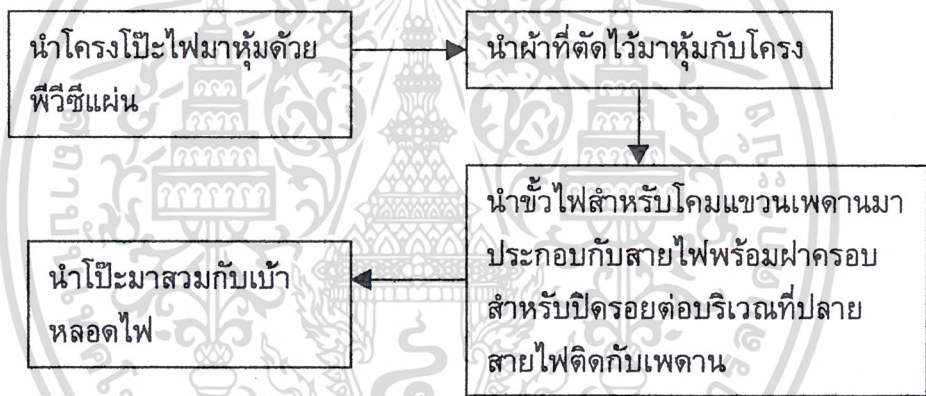 นำโครงโป๊ะไฟมาหุ้มด้วย
พีวีซีแผ่น
นำผ้าที่ตัดไว้มาหุ้มกับโครง
นำขั้วไฟสำหรับโคมแขวนเพดานมา
ประกอบกับสายไฟพร้อมฝาครอบ
สำหรับปิดรอยต่อบริเวณที่ปลาย
สายไฟติดกับเพดาน
นำโป๊ะมาสวมกับเบ้า
หลอดไฟ